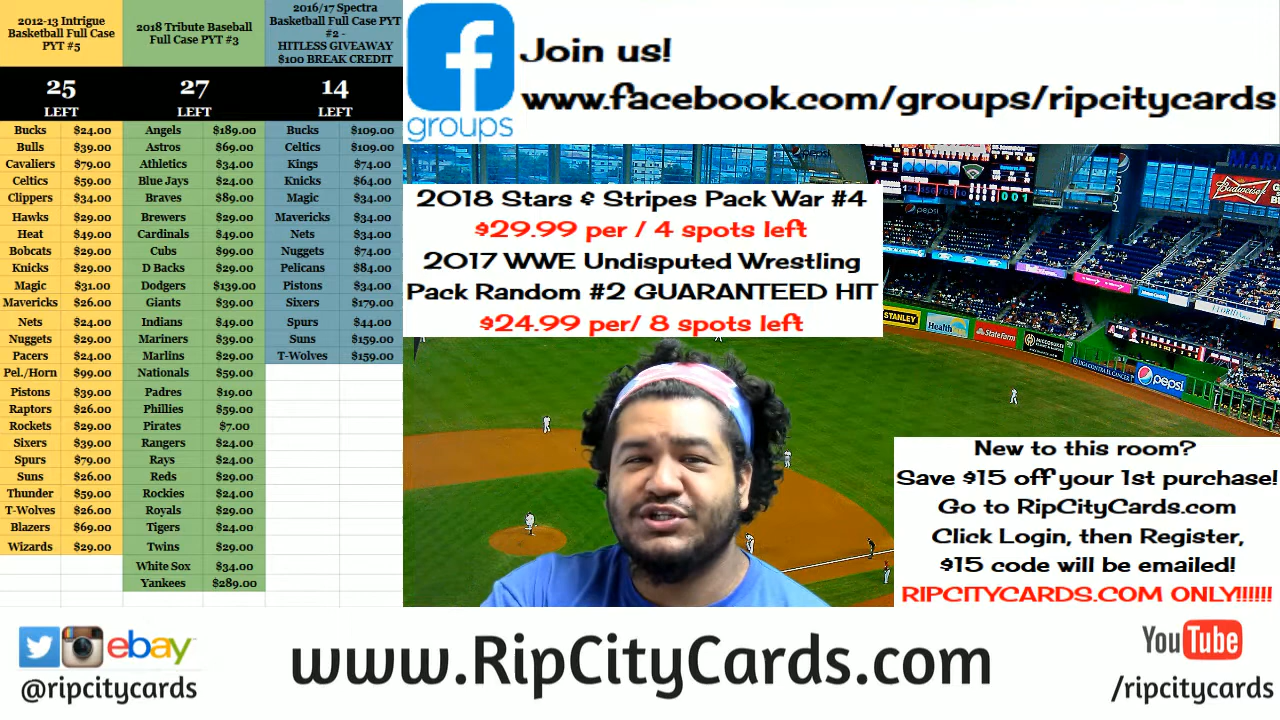 2012-13 Intrigue
Basketball Full Case
PYT #5
25
LEFT
Bucks $24.00
Bulls $39.00
Cavaliers $79.00
Celtics $59.00
Clippers $34.00
Hawks $29.00
Heat $49.00
Bobcats $29.00
Knicks $29.00
Magic $31.00
Mavericks $26.00
Nets $24.00
Nuggets $29.00
Pacers $24.00
Pel./Horn $99.00
Pistons $39.00
Raptors $26.00
Rockets $29.00
Sixers $39.00
Spurs $79.00
Suns $26.00
Thunder $59.00
T-Wolves $26.00
Blazers $69.00
Wizards $29.00
2018 Tribute Baseball
Full Case PYT #3
27
LEFT
Angels $189.00
Astros $69.00
Athletics $34.00
Blue Jays $24.00
Braves $89.00
Brewers $29.00
Cardinals $49.00
Cubs $99.00
D Backs $29.00
Dodgers $139.00
Giants $39.00
Indians $49.00
Mariners $39.00
Marlins $29.00
Nationals $59.00
Padres $19.00
Phillies $59.00
Pirates $7.00
Rangers $24.00
Rays $24.00
Reds $29.00
Rockies $24.00
Royals $29.00
Tigers $24.00
Twins $29.00
White Sox $34.00
Yankees $289.00
2016/17 Spectra
Basketball Full Case PYT
#2 -
HITLESS GIVEAWAY
$100 BREAK CREDIT
14
LEFT
Bucks $109.00
Celtics $109.00
Kings $74.00
Knicks $64.00
Magic $34.00
Mavericks $34.00
Nets $34.00
Nuggets $74.00
Pelicans $84.00
Pistons $34.00
Sixers $179.00
Spurs $44.00
Suns $159.00
T-Wolves $159.00
f
groups
Join us!
www.facebook.com/groups/ripcitycards
2018 Stars & Stripes Pack War #4
$29.99 per / 4 spots left
2017 WWE Undisputed Wrestling
Pack Random #2 GUARANTEED HIT
$24.99 per/ 8 spots left
pepsi
pepsi
Budweiser
001
STANLEY
Health
State Farm
pepsi
New to this room?
Save $15 off your 1st purchase!
Go to RipCityCards.com
Click Login, then Register,
$15 code will be emailed!
RIPCITYCARDS.COM ONLY!!!!!!
ebay
@ripcitycards
www.RipCityCards.com
YouTube
/ripcitycards